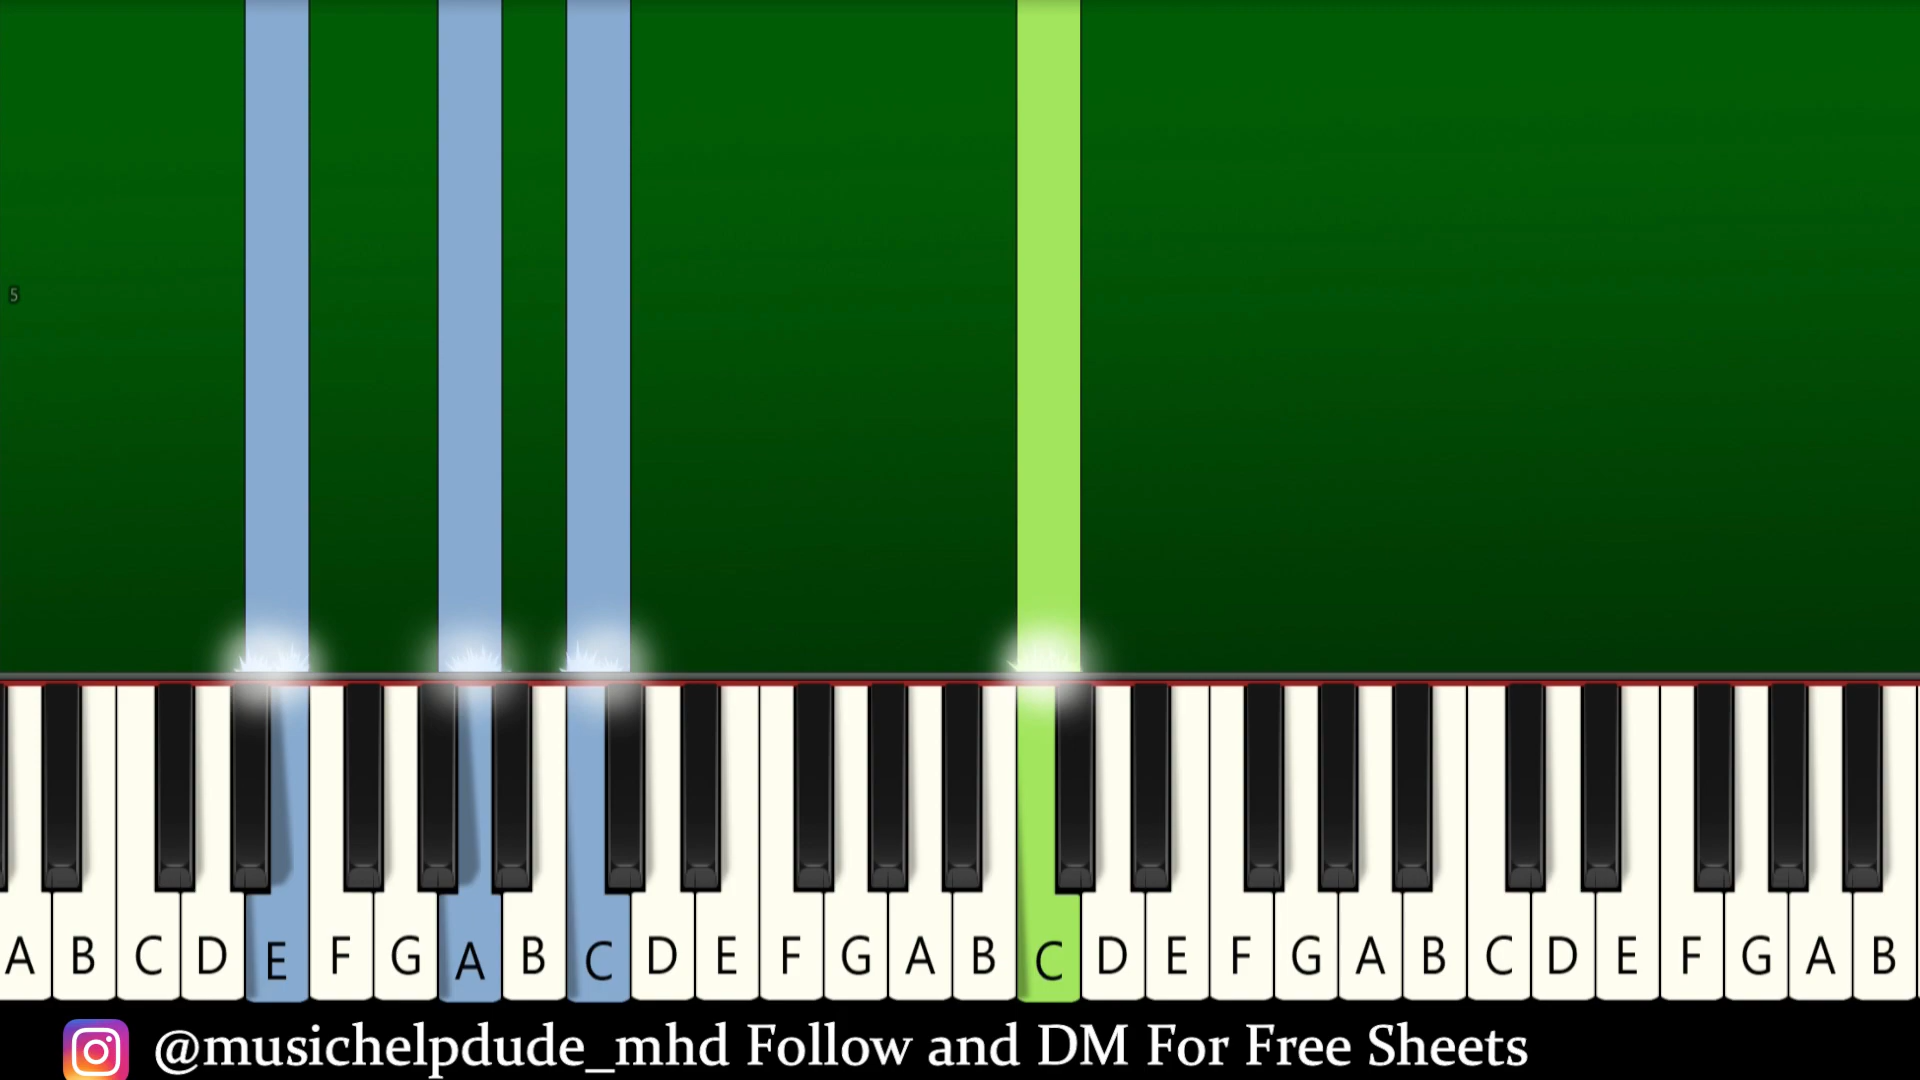 5
A B C D E F G A B C D E F G A B C D E F G A B C D E F G A B
@musichelpdude_mhd Follow and DM For Free Sheets